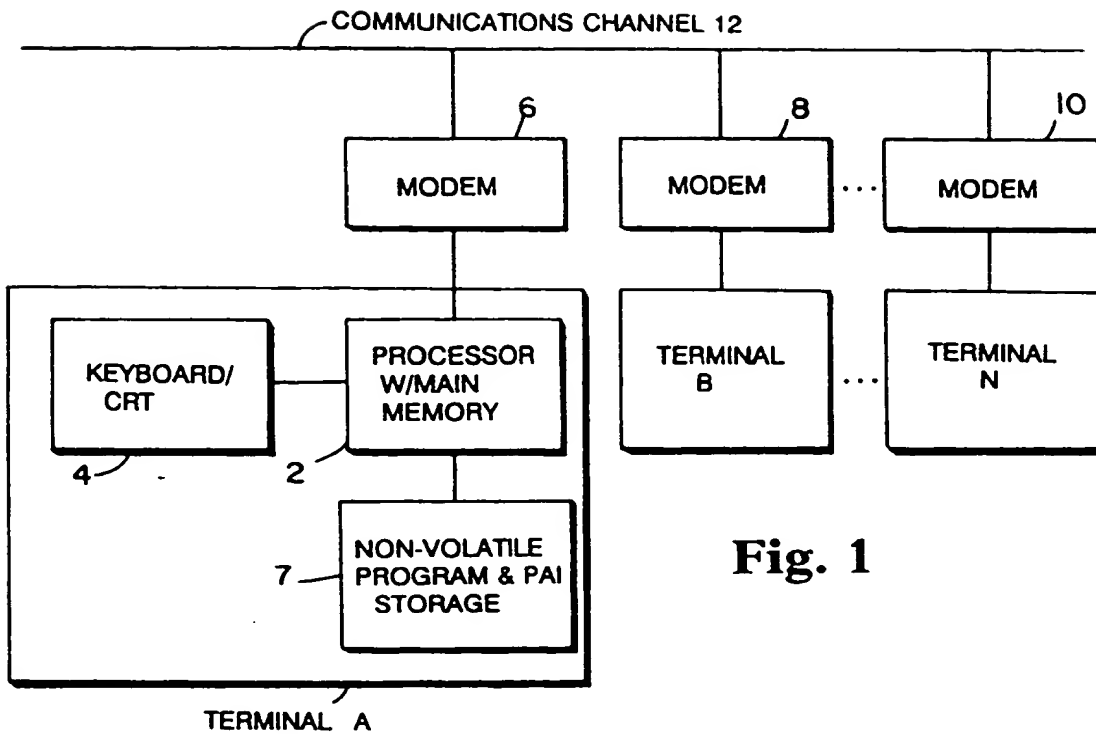 COMMUNICATIONS CHANNEL 12
6
8
10
MODEM
MODEM
...
MODEM
KEYBOARD/
CRT
4
PROCESSOR
W/MAIN
MEMORY
2
TERMINAL
B
...
TERMINAL
N
NON-VOLATILE
PROGRAM & PAI
STORAGE
7
Fig. 1
TERMINAL A